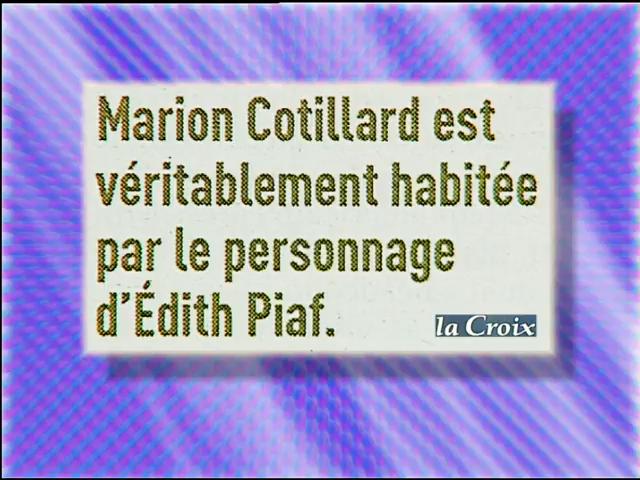 Marion Cotillard est
véritablement habitée
par le personnage
d'Édith Piaf.
la Croix